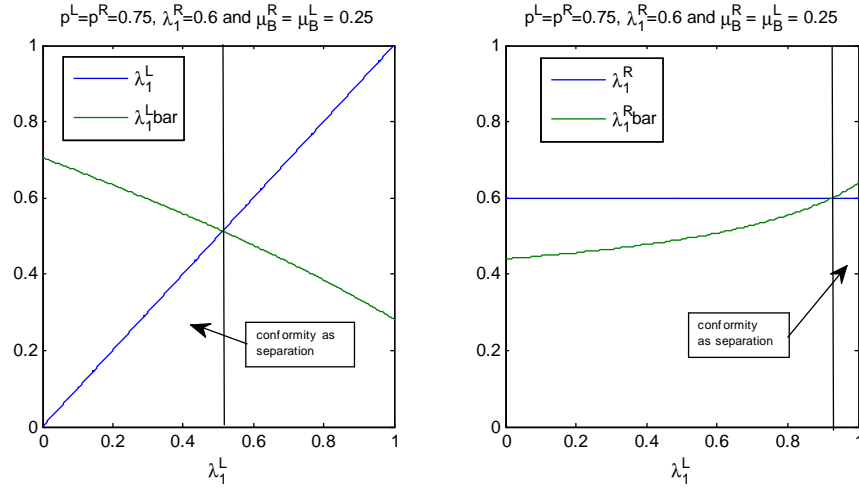 p^L=p^R=0.75, λ_1^R=0.6 and μ_B^R = μ_B^L = 0.25
1
0.8
0.6
0.4
0.2
0
0 0.2 0.4 0.6 0.8 1
λ_1^L
λ_1^L
λ_1^L bar
conformity as
separation
p^L=p^R=0.75, λ_1^R=0.6 and μ_B^R = μ_B^L = 0.25
1
0.8
0.6
0.4
0.2
0
0 0.2 0.4 0.6 0.8 1
λ_1^L
λ_1^R
λ_1^R bar
conformity
as separation